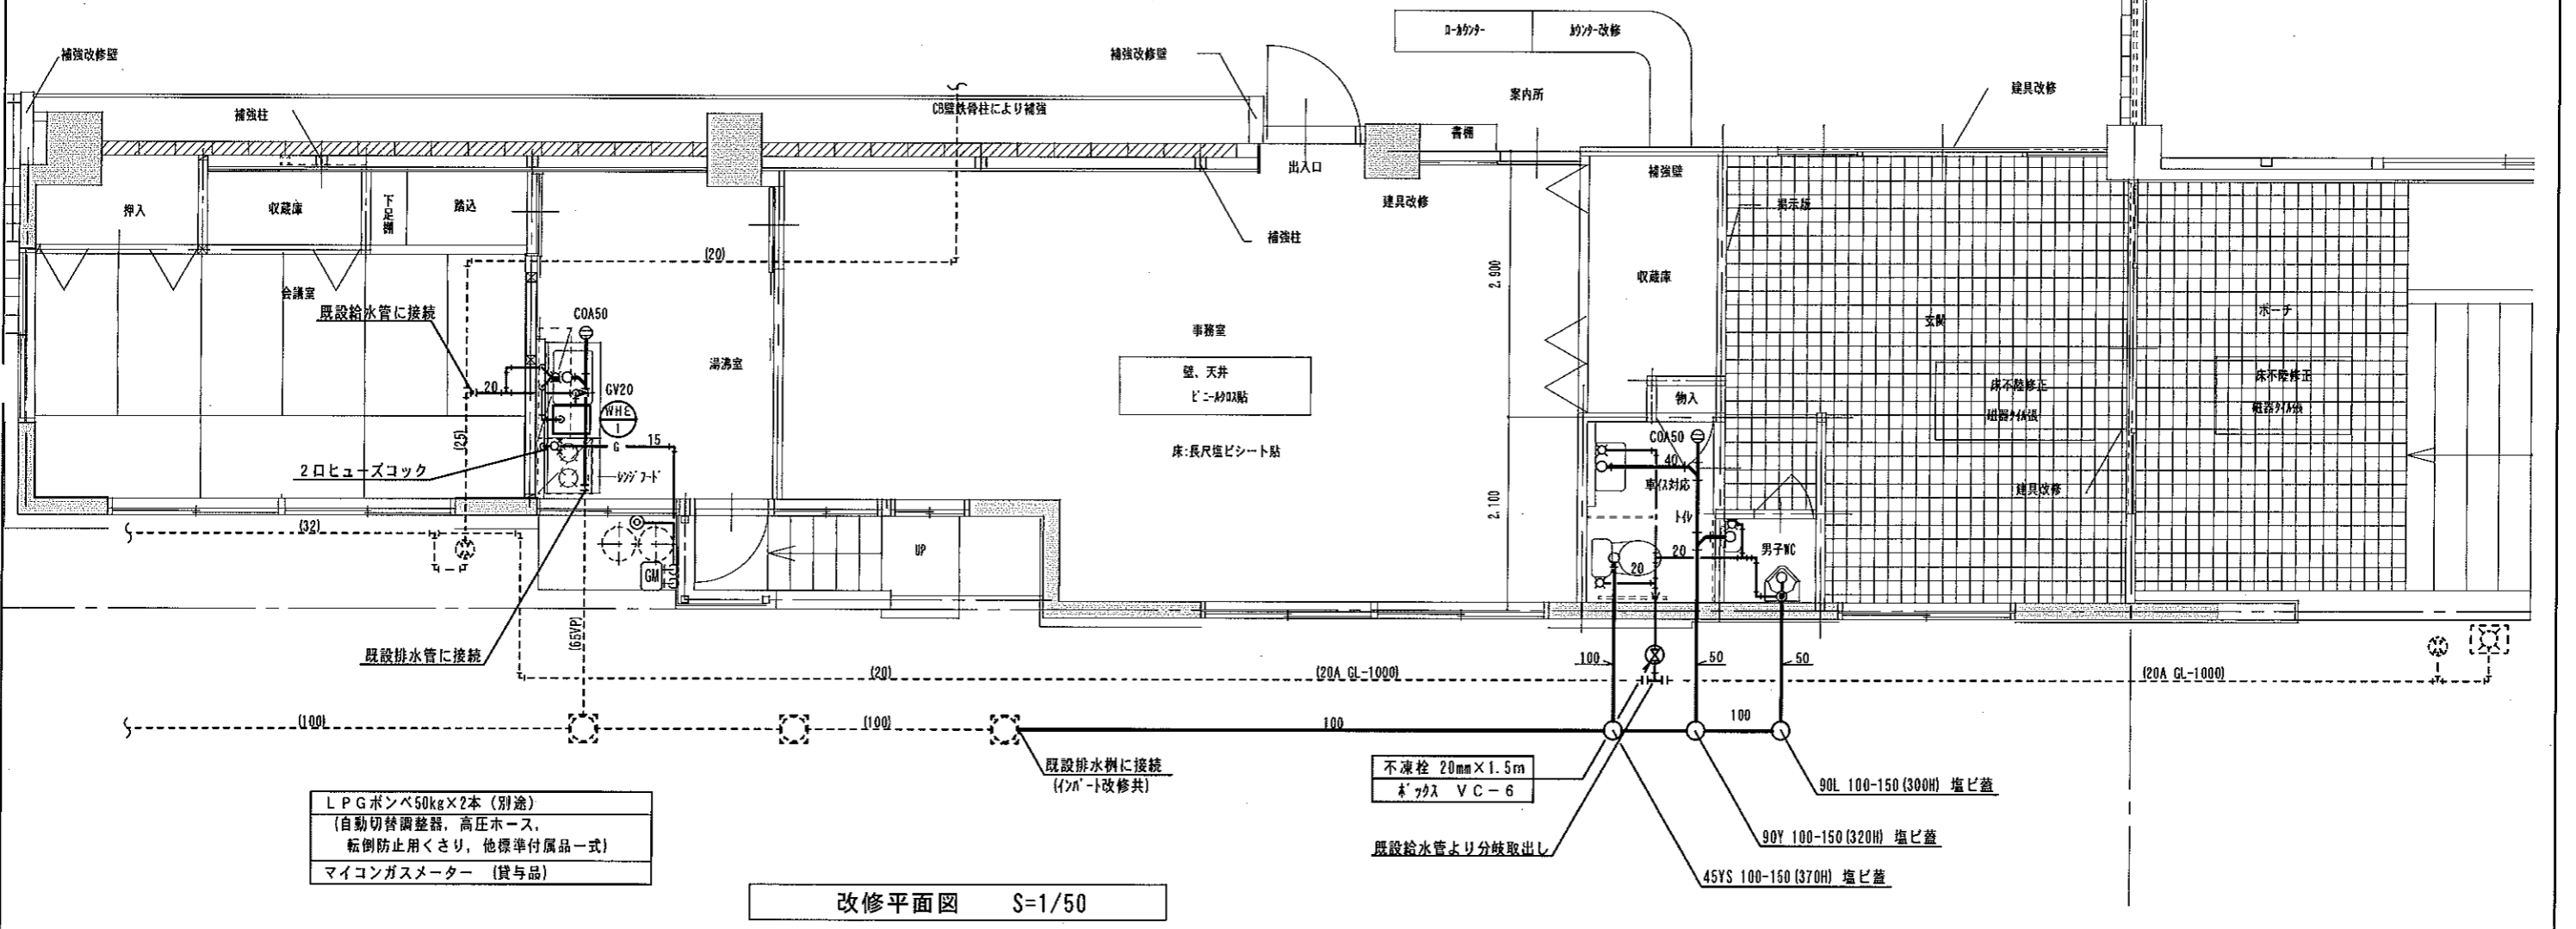 補強改修壁
補強柱
CB壁鉄骨柱により補強
補強改修壁
ローカウンター
カウンター改修
案内所
書棚
建具改修
出入口
建具改修
補強柱
補強壁
掲示版
押入
収蔵庫
下足棚
踏込
(20)
会議室
既設給水管に接続
COA50
湯沸室
20
GV20
WHE
1
G
15
(25)
2口ヒューズコック
レンジフード
事務室
壁、天井
ビニールクロス貼
床:長尺塩ビシート貼
2.900
2.100
収蔵庫
物入
COA50
40
車イス対応
トイレ
20
20
男子WC
玄関
床不陸修正
磁器タイル張
建具改修
ポーチ
床不陸修正
磁器タイル張
(32)
GM
UP
(65VP)
既設排水管に接続
(20)
(20A GL-1000)
100
50
50
(20A GL-1000)
(100)
(100)
100
100
既設排水桝に接続
(インバート改修共)
不凍栓 20mm×1.5m
ボックス VC-6
既設給水管より分岐取出し
90L 100-150(300H) 塩ビ蓋
90Y 100-150(320H) 塩ビ蓋
45YS 100-150(370H) 塩ビ蓋
LPGボンベ50kg×2本 (別途)
(自動切替調整器, 高圧ホース,
転倒防止用くさり, 他標準付属品一式)
マイコンガスメーター (貸与品)
改修平面図 S=1/50